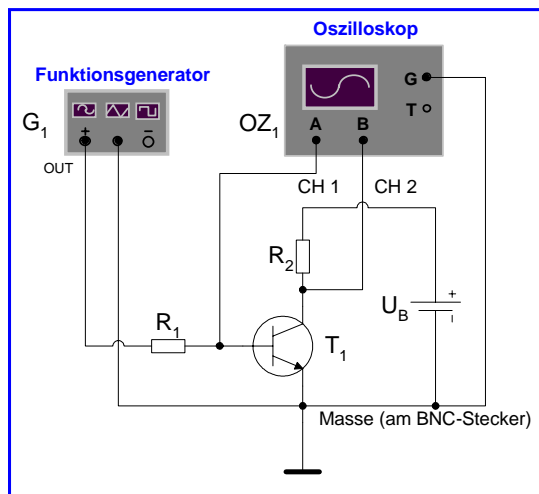 Oszilloskop
Funktionsgenerator
G
G1
OZ1
T
A B
+ −
OUT
CH 1 CH 2
R2
+
UB
−
R1
T1
Masse (am BNC-Stecker)